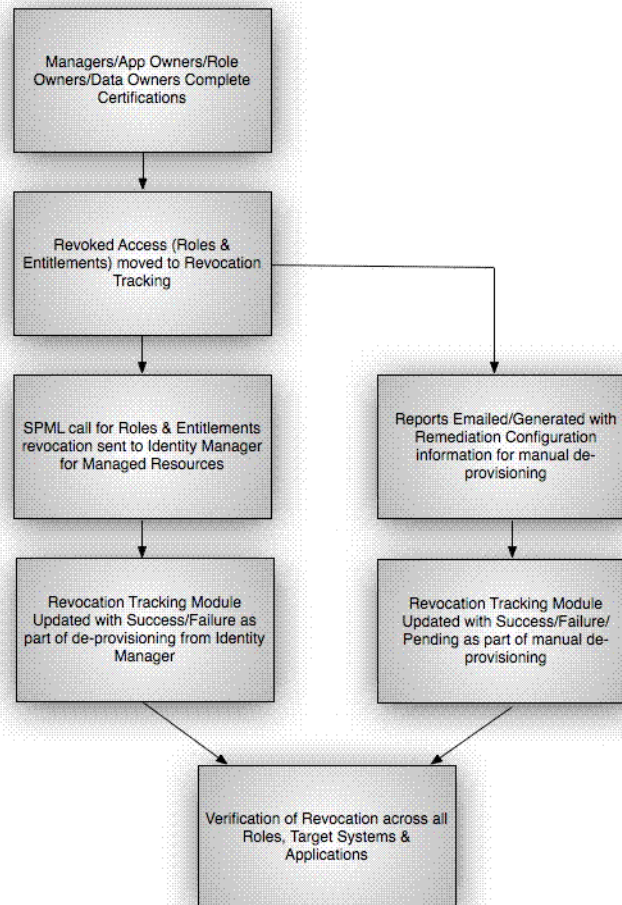 Managers/App Owners/Role
Owners/Data Owners Complete
Certifications
Revoked Access (Roles &
Entitlements) moved to Revocation
Tracking
SPML call for Roles & Entitlements
revocation sent to Identity Manager
for Managed Resources
Reports Emailed/Generated with
Remediation Configuration
information for manual de-
provisioning
Revocation Tracking Module
Updated with Success/Failure as
part of de-provisioning from Identity
Manager
Revocation Tracking Module
Updated with Success/Failure/
Pending as part of manual de-
provisioning
Verification of Revocation across all
Roles, Target Systems &
Applications